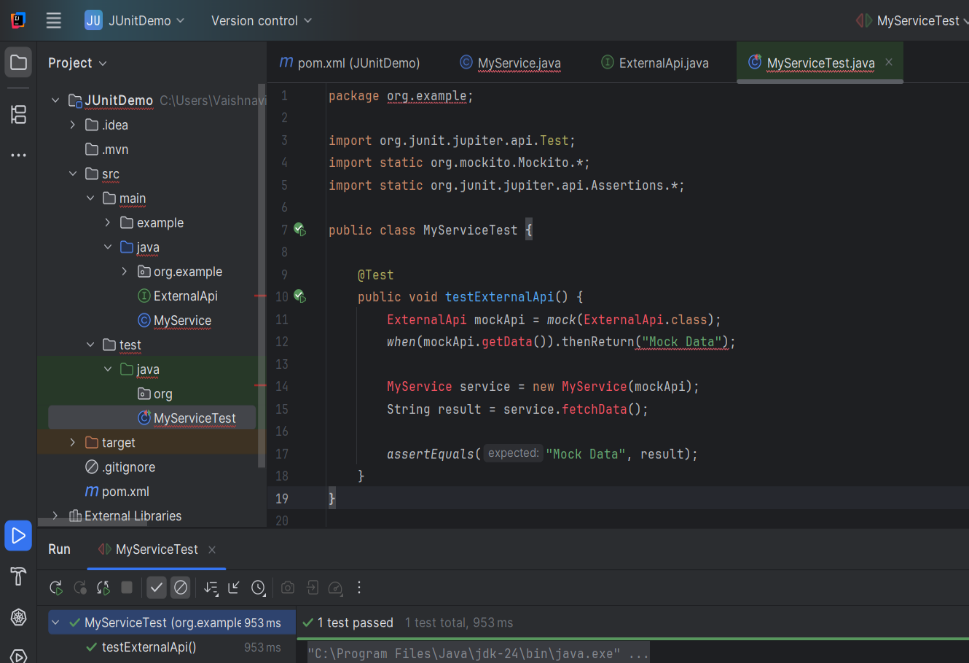 JU JUnitDemo Version control MyServiceTest
Project
pom.xml (JUnitDemo) MyService.java ExternalApi.java MyServiceTest.java
JUnitDemo C:\Users\Vaishnavi
.idea
.mvn
src
main
example
java
org.example
ExternalApi
MyService
test
java
org
MyServiceTest
target
.gitignore
pom.xml
External Libraries
1 package org.example;
2
3 import org.junit.jupiter.api.Test;
4 import static org.mockito.Mockito.*;
5 import static org.junit.jupiter.api.Assertions.*;
6
7 public class MyServiceTest {
8
9 @Test
10 public void testExternalApi() {
11 ExternalApi mockApi = mock(ExternalApi.class);
12 when(mockApi.getData()).thenReturn("Mock Data");
13
14 MyService service = new MyService(mockApi);
15 String result = service.fetchData();
16
17 assertEquals( expected: "Mock Data", result);
18 }
19 }
20
Run MyServiceTest
MyServiceTest (org.example 953 ms
testExternalApi() 953 ms
1 test passed 1 test total, 953 ms
"C:\Program Files\Java\jdk-24\bin\java.exe" ...